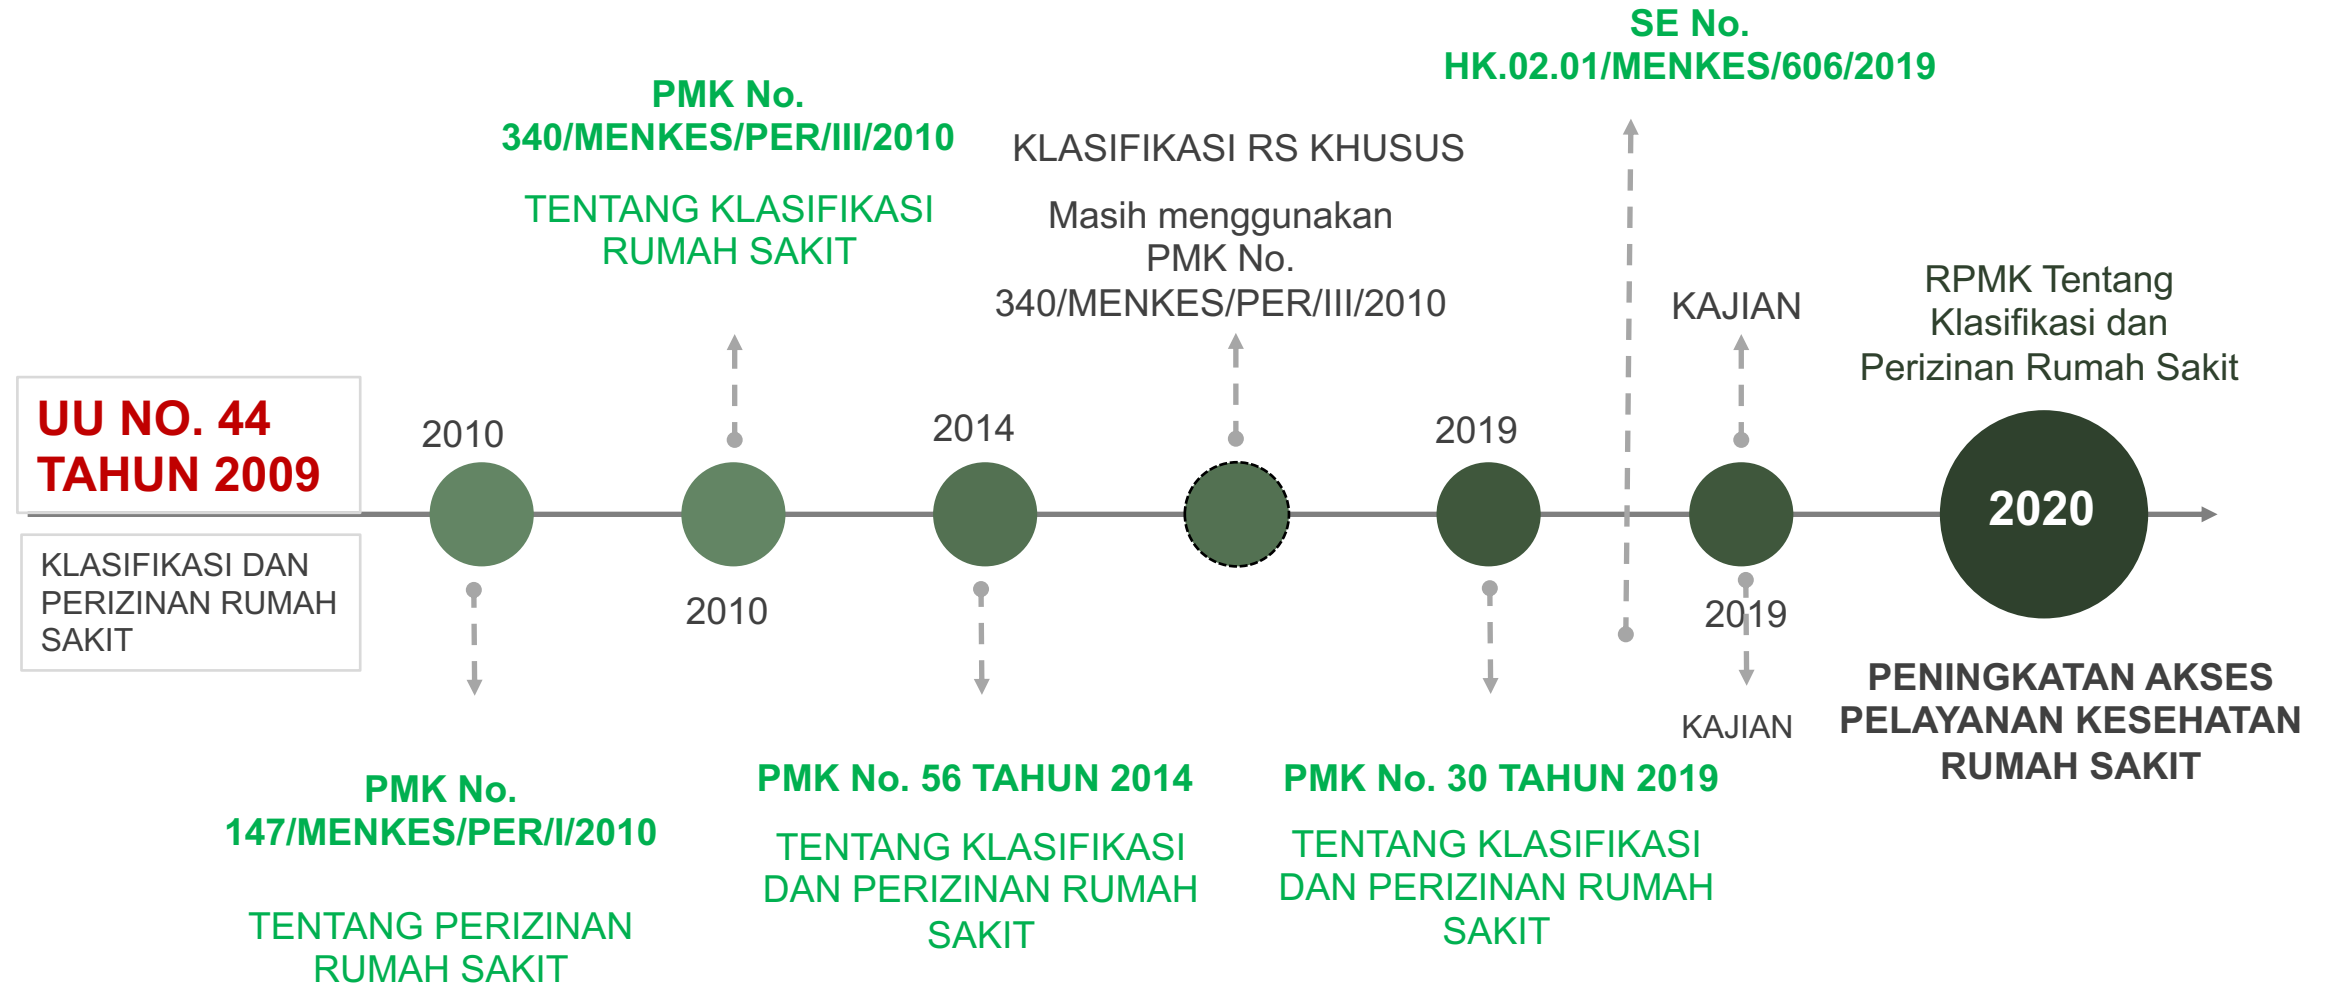 UU NO. 44
TAHUN 2009
KLASIFIKASI DAN
PERIZINAN RUMAH
SAKIT
2010
PMK No.
147/MENKES/PER/I/2010
TENTANG PERIZINAN
RUMAH SAKIT
PMK No.
340/MENKES/PER/III/2010
TENTANG KLASIFIKASI
RUMAH SAKIT
2010
2014
PMK No. 56 TAHUN 2014
TENTANG KLASIFIKASI
DAN PERIZINAN RUMAH
SAKIT
KLASIFIKASI RS KHUSUS
Masih menggunakan
PMK No.
340/MENKES/PER/III/2010
2019
PMK No. 30 TAHUN 2019
TENTANG KLASIFIKASI
DAN PERIZINAN RUMAH
SAKIT
SE No.
HK.02.01/MENKES/606/2019
KAJIAN
2019
KAJIAN
RPMK Tentang
Klasifikasi dan
Perizinan Rumah Sakit
2020
PENINGKATAN AKSES
PELAYANAN KESEHATAN
RUMAH SAKIT